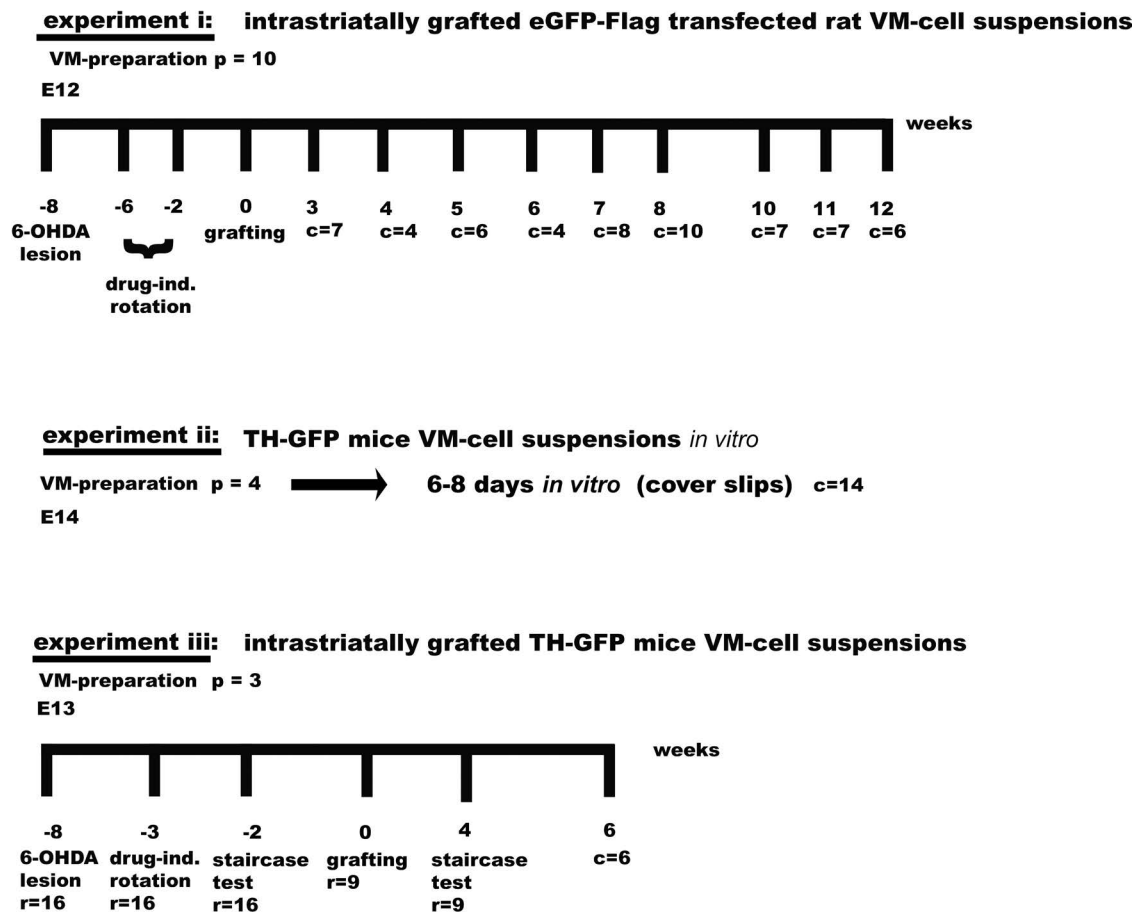 experiment i: intrastriatally grafted eGFP-Flag transfected rat VM-cell suspensions
VM-preparation p = 10
E12
weeks
-8 -6 -2 0 3 4 5 6 7 8 10 11 12
6-OHDA grafting c=7 c=4 c=6 c=4 c=8 c=10 c=7 c=7 c=6
lesion
drug-ind.
rotation
experiment ii: TH-GFP mice VM-cell suspensions in vitro
VM-preparation p = 4 6-8 days in vitro (cover slips) c=14
E14
experiment iii: intrastriatally grafted TH-GFP mice VM-cell suspensions
VM-preparation p = 3
E13
weeks
-8 -3 -2 0 4 6
6-OHDA drug-ind. staircase grafting staircase c=6
lesion rotation test r=9 test
r=16 r=16 r=16 r=9